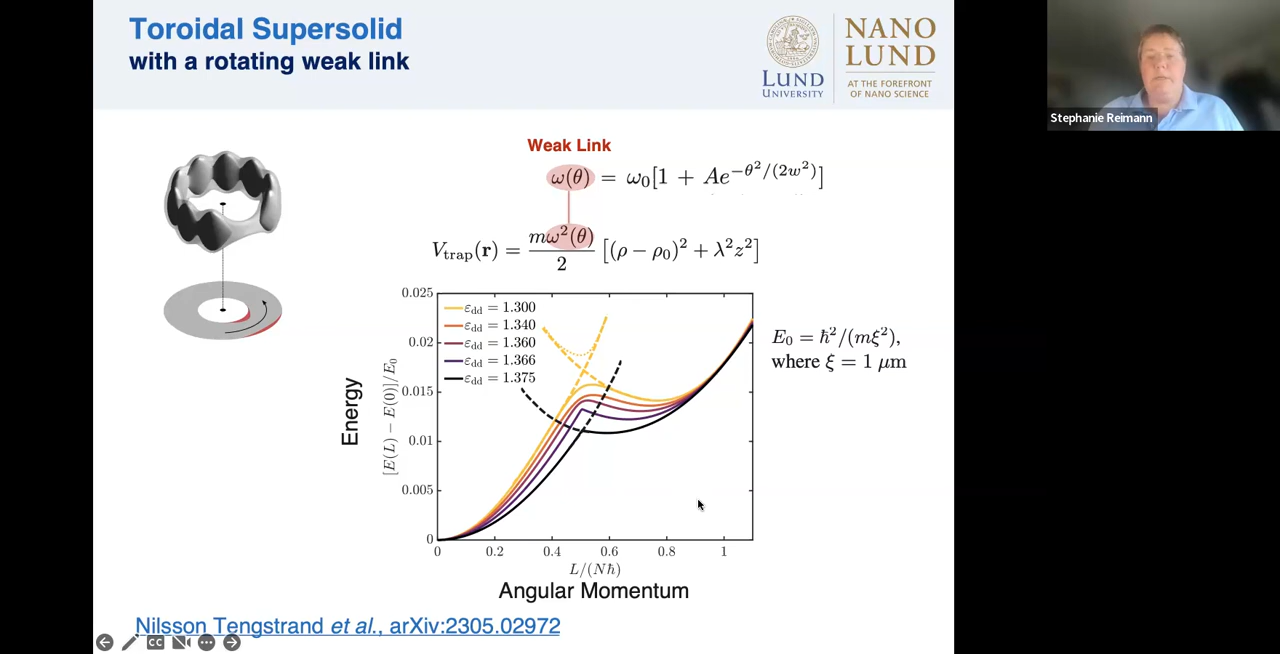 Toroidal Supersolid
with a rotating weak link
LUND
UNIVERSITY
NANO
LUND
AT THE FOREFRONT
OF NANO SCIENCE
Stephanie Reimann
Weak Link
ω(θ) = ω₀[1 + Ae^{−θ²/(2w²)}]
V_trap(r) = mω²(θ)/2 [(ρ − ρ₀)² + λ²z²]
0.025
0.02
0.015
0.01
0.005
0
ε_dd = 1.300
ε_dd = 1.340
ε_dd = 1.360
ε_dd = 1.366
ε_dd = 1.375
E₀ = ħ²/(mξ²),
where ξ = 1 μm
Energy
[E(L) − E(0)]/E₀
0 0.2 0.4 0.6 0.8 1
L/(Nħ)
Angular Momentum
Nilsson Tengstrand et al., arXiv:2305.02972
CC